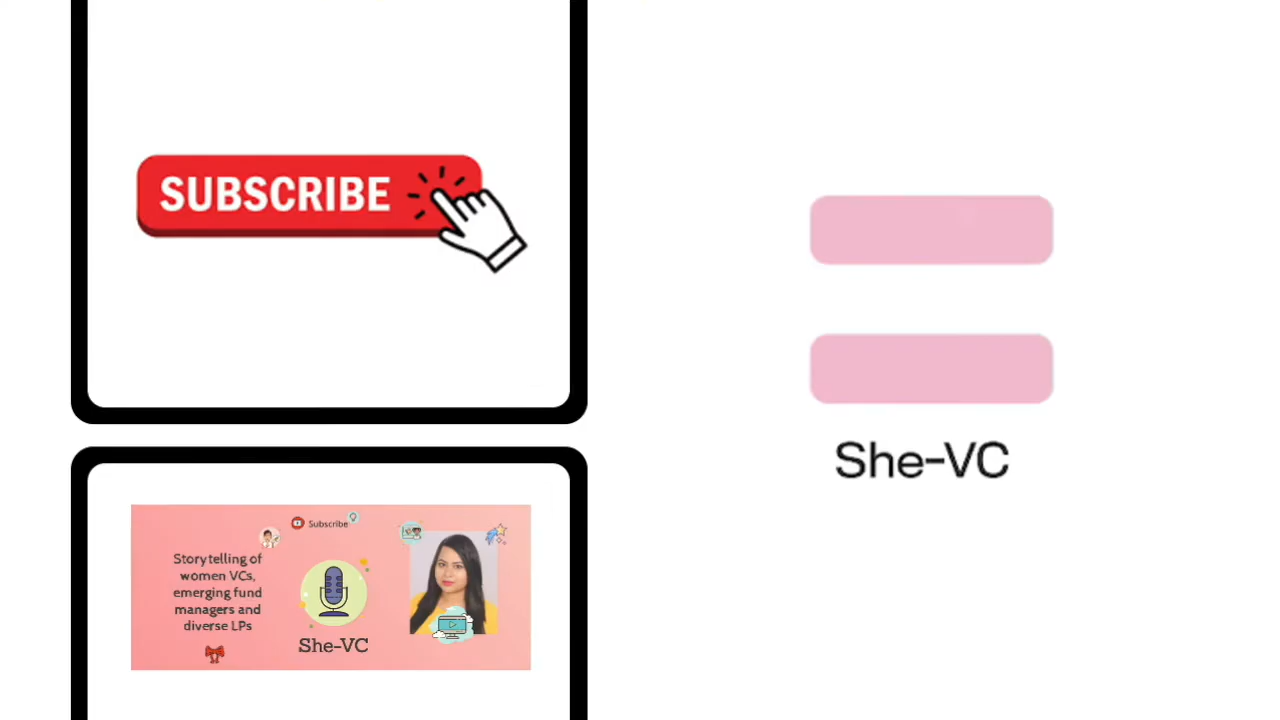 SUBSCRIBE
She-VC
Subscribe
Storytelling of
women VCs,
emerging fund
managers and
diverse LPs
She-VC